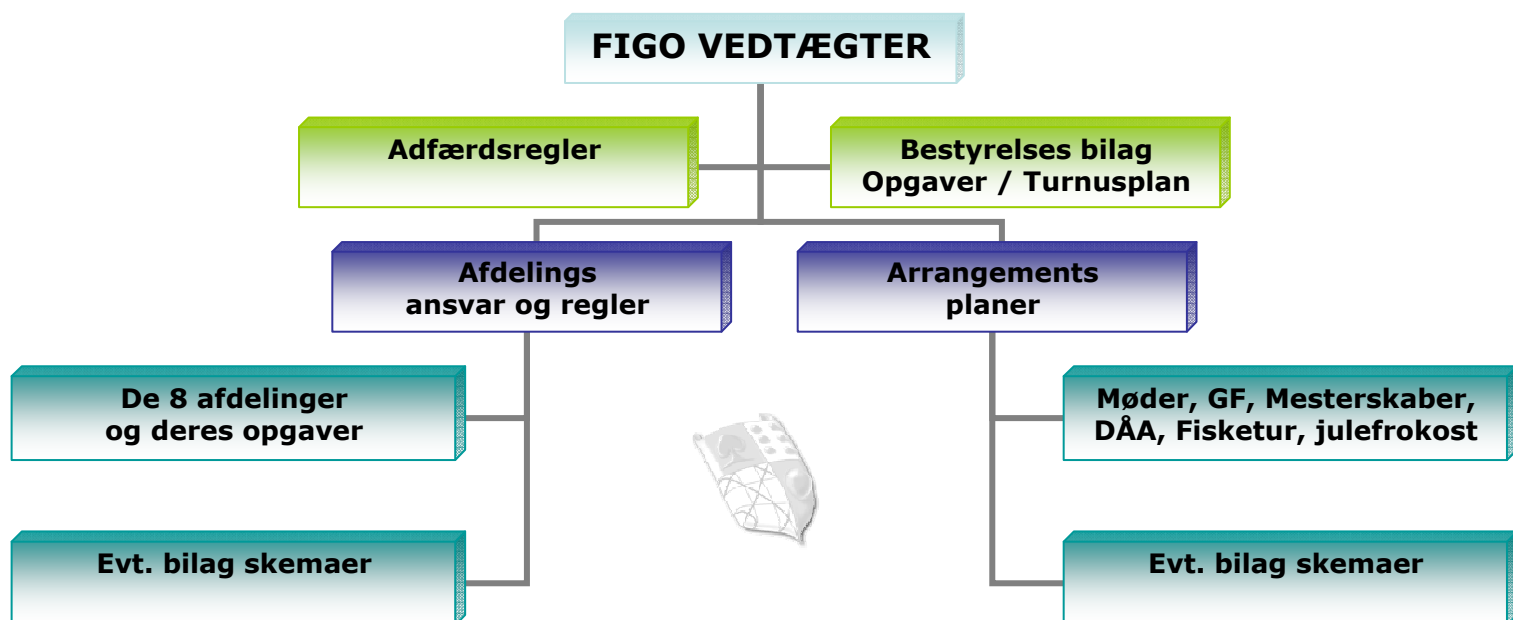 FIGO VEDTÆGTER
Adfærdsregler
Bestyrelses bilag
Opgaver / Turnusplan
Afdelings
ansvar og regler
Arrangements
planer
De 8 afdelinger
og deres opgaver
Møder, GF, Mesterskaber,
DÅA, Fisketur, julefrokost
Evt. bilag skemaer
Evt. bilag skemaer